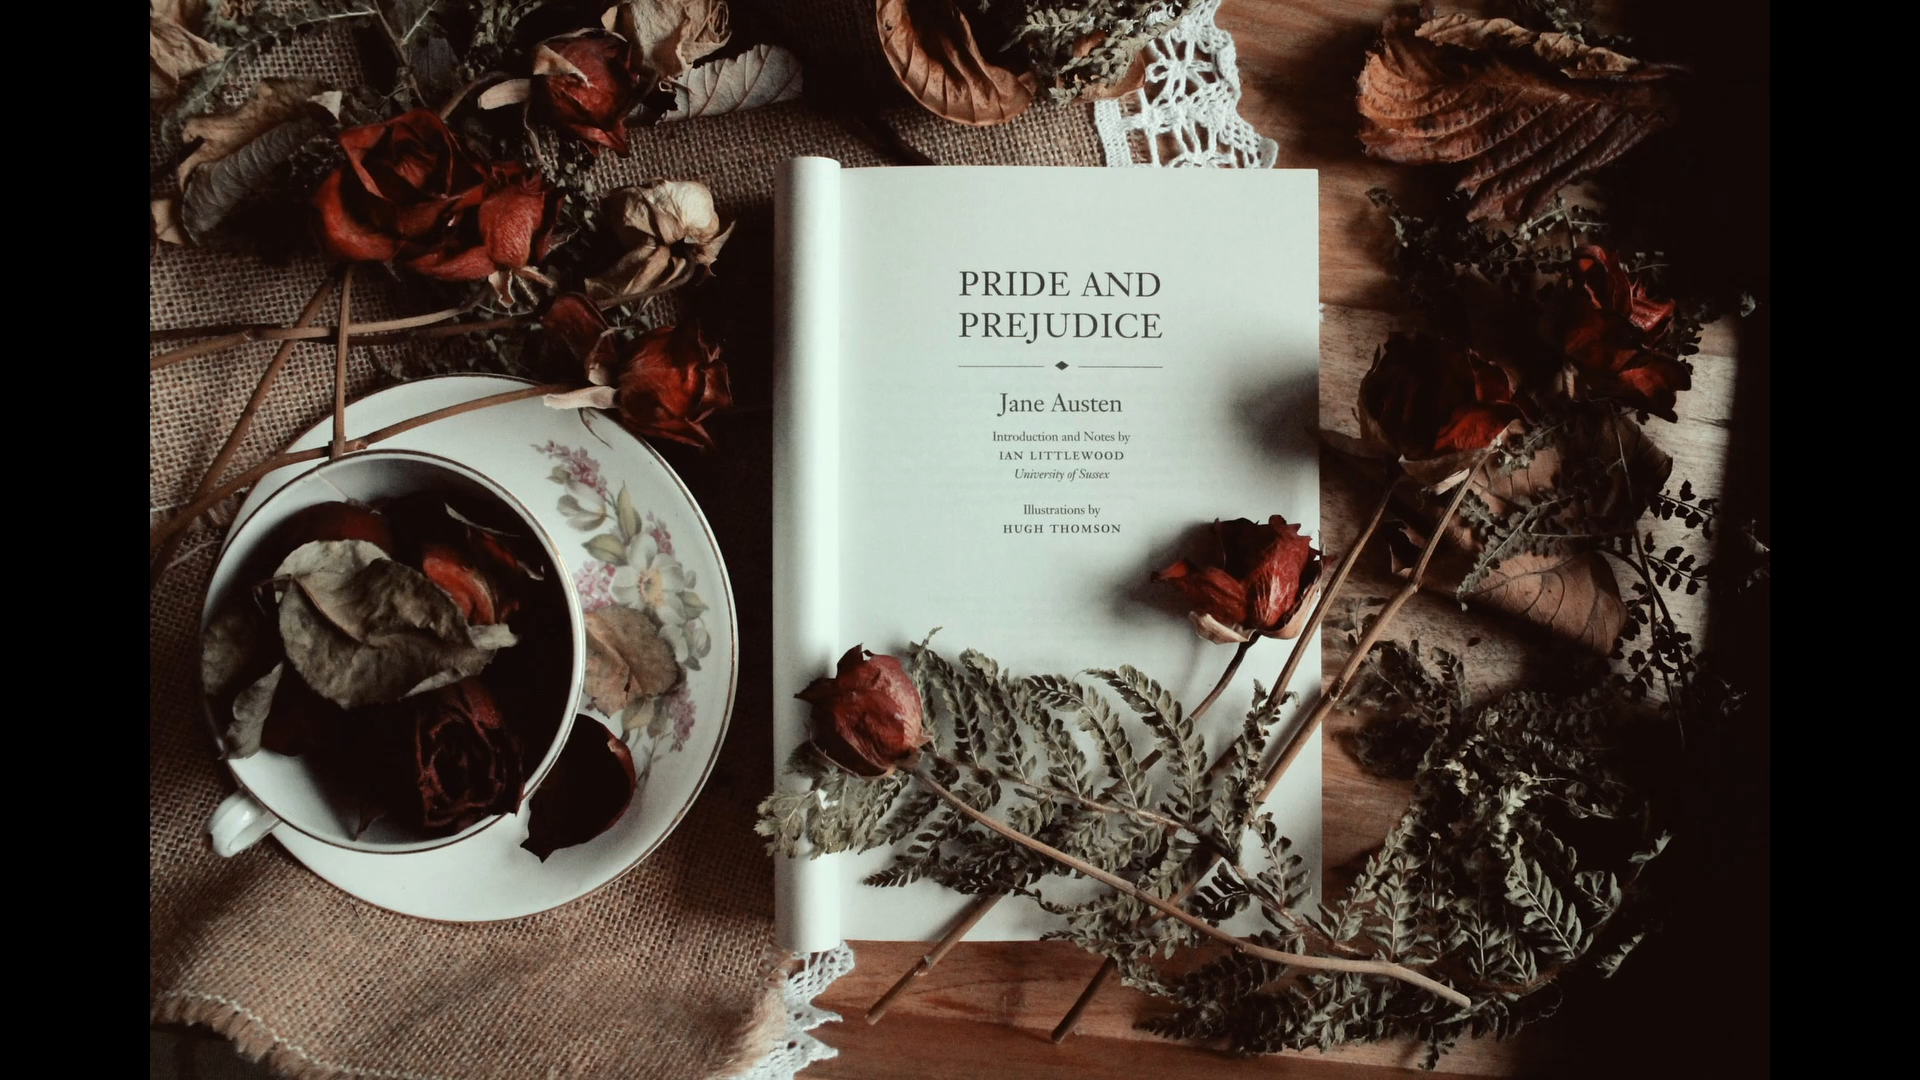 PRIDE AND
PREJUDICE
Jane Austen
Introduction and Notes by
IAN LITTLEWOOD
University of Sussex
Illustrations by
HUGH THOMSON